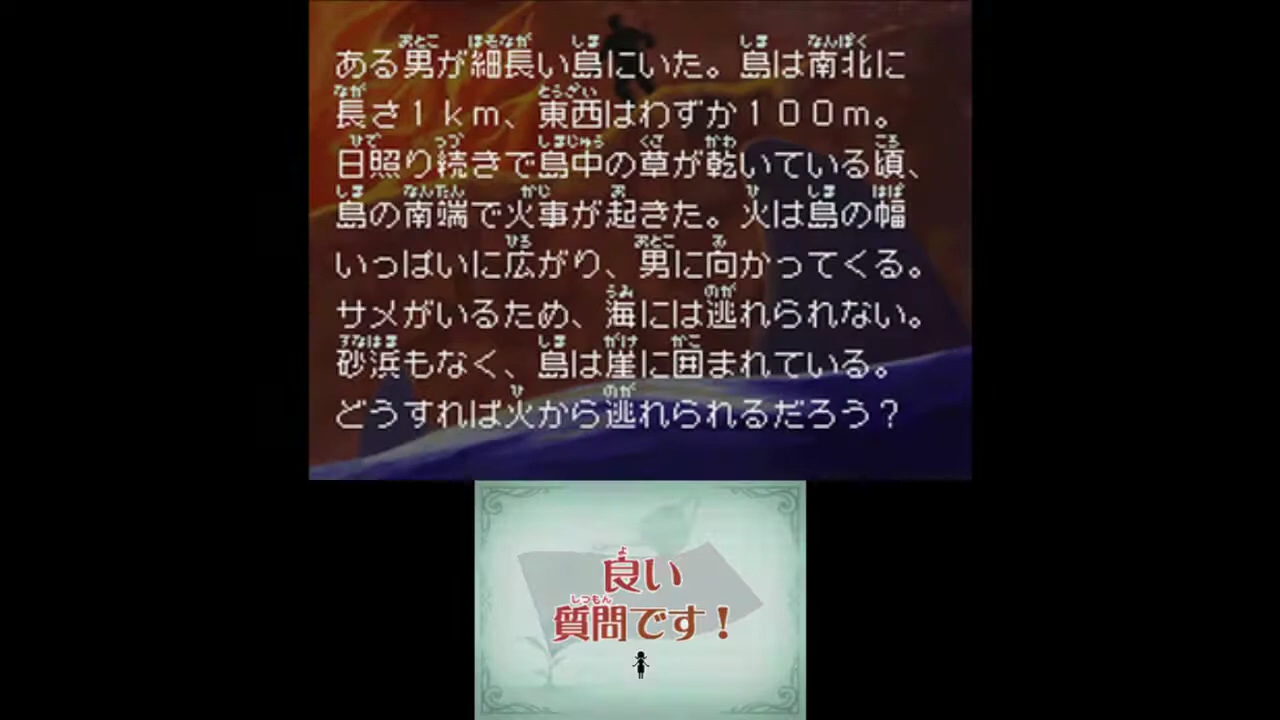 ある男が細長い島にいた。島は南北に
長さ１ｋｍ、東西はわずか１００ｍ。
日照り続きで島中の草が乾いている頃、
島の南端で火事が起きた。火は島の幅
いっぱいに広がり、男に向かってくる。
サメがいるため、海には逃れられない。
砂浜もなく、島は崖に囲まれている。
どうすれば火から逃れられるだろう？
良い
質問です！